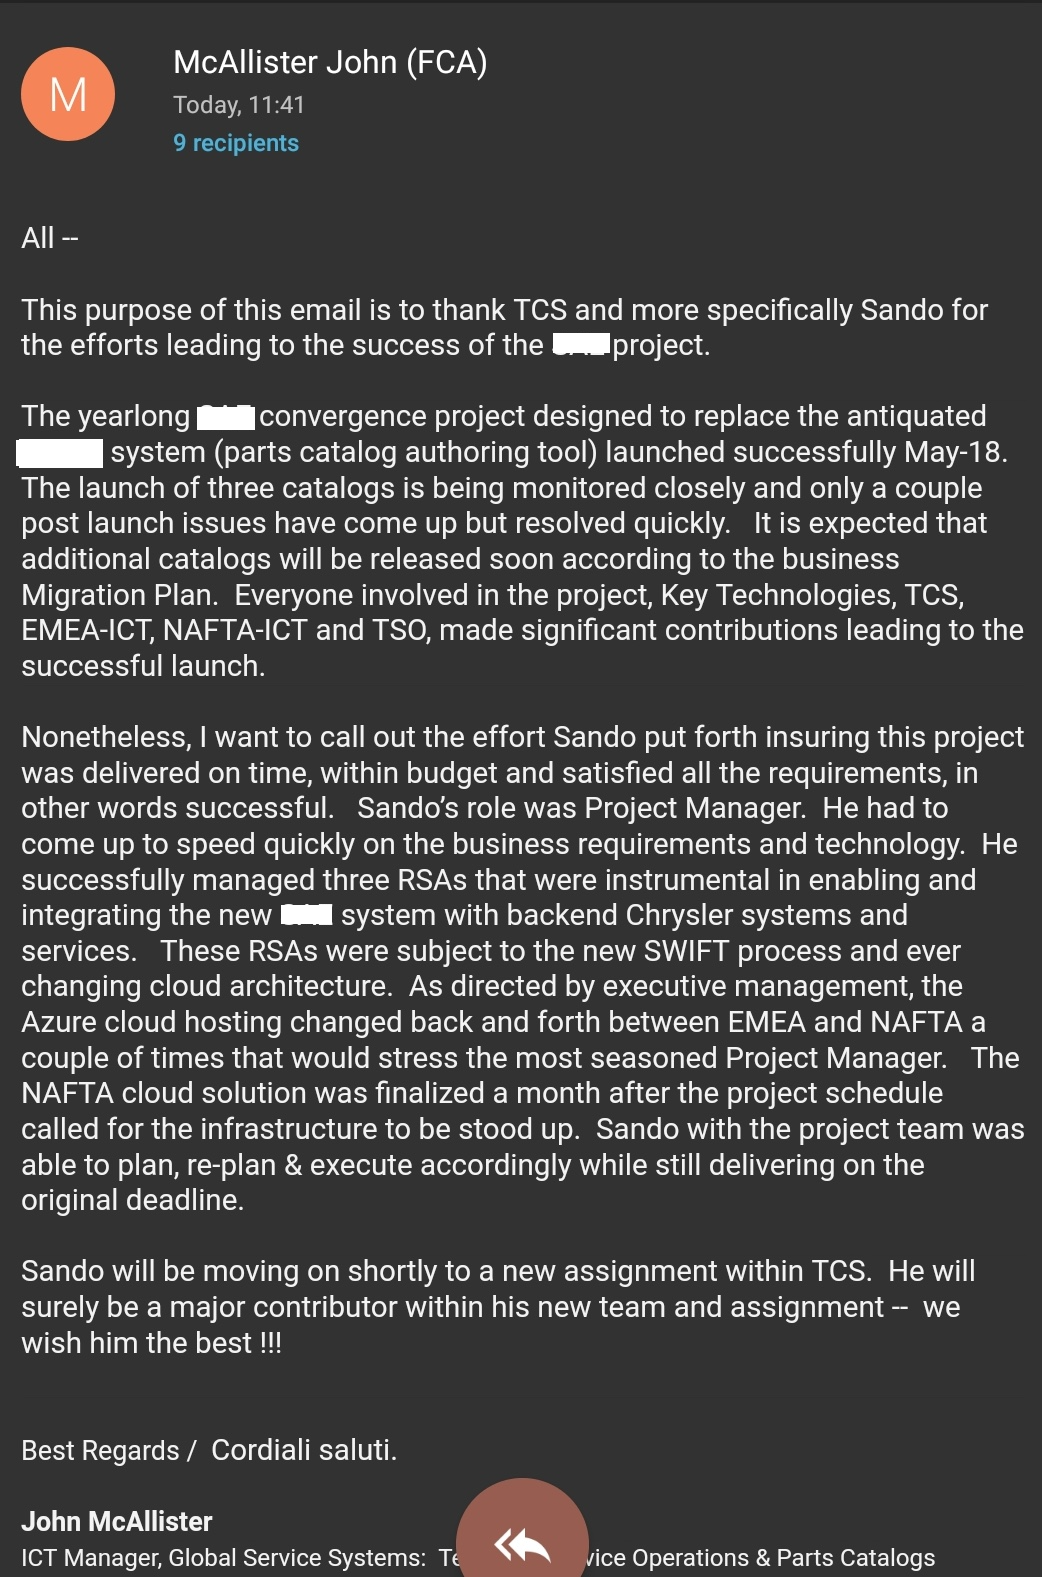 M
McAllister John (FCA)
Today, 11:41
9 recipients
All --
This purpose of this email is to thank TCS and more specifically Sando for
the efforts leading to the success of the project.
The yearlong convergence project designed to replace the antiquated
system (parts catalog authoring tool) launched successfully May-18.
The launch of three catalogs is being monitored closely and only a couple
post launch issues have come up but resolved quickly. It is expected that
additional catalogs will be released soon according to the business
Migration Plan. Everyone involved in the project, Key Technologies, TCS,
EMEA-ICT, NAFTA-ICT and TSO, made significant contributions leading to the
successful launch.
Nonetheless, I want to call out the effort Sando put forth insuring this project
was delivered on time, within budget and satisfied all the requirements, in
other words successful. Sando’s role was Project Manager. He had to
come up to speed quickly on the business requirements and technology. He
successfully managed three RSAs that were instrumental in enabling and
integrating the new system with backend Chrysler systems and
services. These RSAs were subject to the new SWIFT process and ever
changing cloud architecture. As directed by executive management, the
Azure cloud hosting changed back and forth between EMEA and NAFTA a
couple of times that would stress the most seasoned Project Manager. The
NAFTA cloud solution was finalized a month after the project schedule
called for the infrastructure to be stood up. Sando with the project team was
able to plan, re-plan & execute accordingly while still delivering on the
original deadline.
Sando will be moving on shortly to a new assignment within TCS. He will
surely be a major contributor within his new team and assignment -- we
wish him the best !!!
Best Regards / Cordiali saluti.
John McAllister
ICT Manager, Global Service Systems: Operations & Parts Catalogs